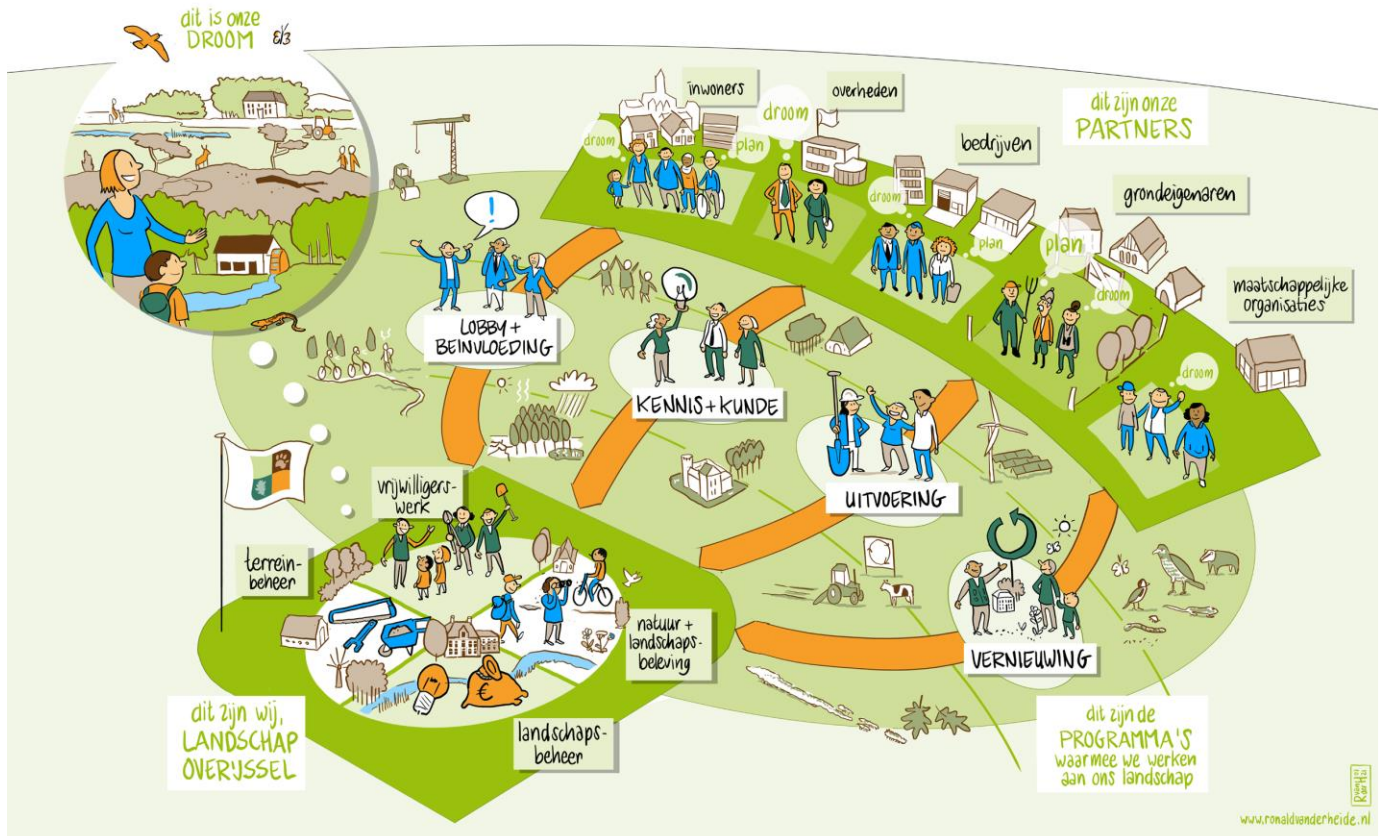 dit is onze
DROOM
inwoners
overheden
dit zijn onze
PARTNERS
droom
droom
plan
bedrijven
droom
plan
grondeigenaren
plan
droom
maatschappelijke
organisaties
droom
!
LOBBY +
BEINVLOEDING
KENNIS + KUNDE
UITVOERING
VERNIEUWING
vrijwilligers-
werk
terrein-
beheer
natuur +
landschaps-
beleving
€
landschaps-
beheer
dit zijn wij,
LANDSCHAP
OVERIJSSEL
dit zijn de
PROGRAMMA'S
waarmee we werken
aan ons landschap
www.ronaldvanderheide.nl